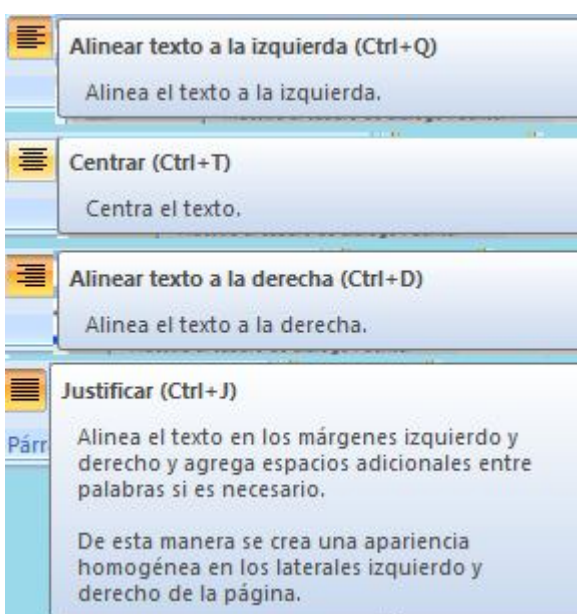 Alinear texto a la izquierda (Ctrl+Q)
Alinea el texto a la izquierda.
Centrar (Ctrl+T)
Centra el texto.
Alinear texto a la derecha (Ctrl+D)
Alinea el texto a la derecha.
Justificar (Ctrl+J)
Párr
Alinea el texto en los márgenes izquierdo y
derecho y agrega espacios adicionales entre
palabras si es necesario.
De esta manera se crea una apariencia
homogénea en los laterales izquierdo y
derecho de la página.